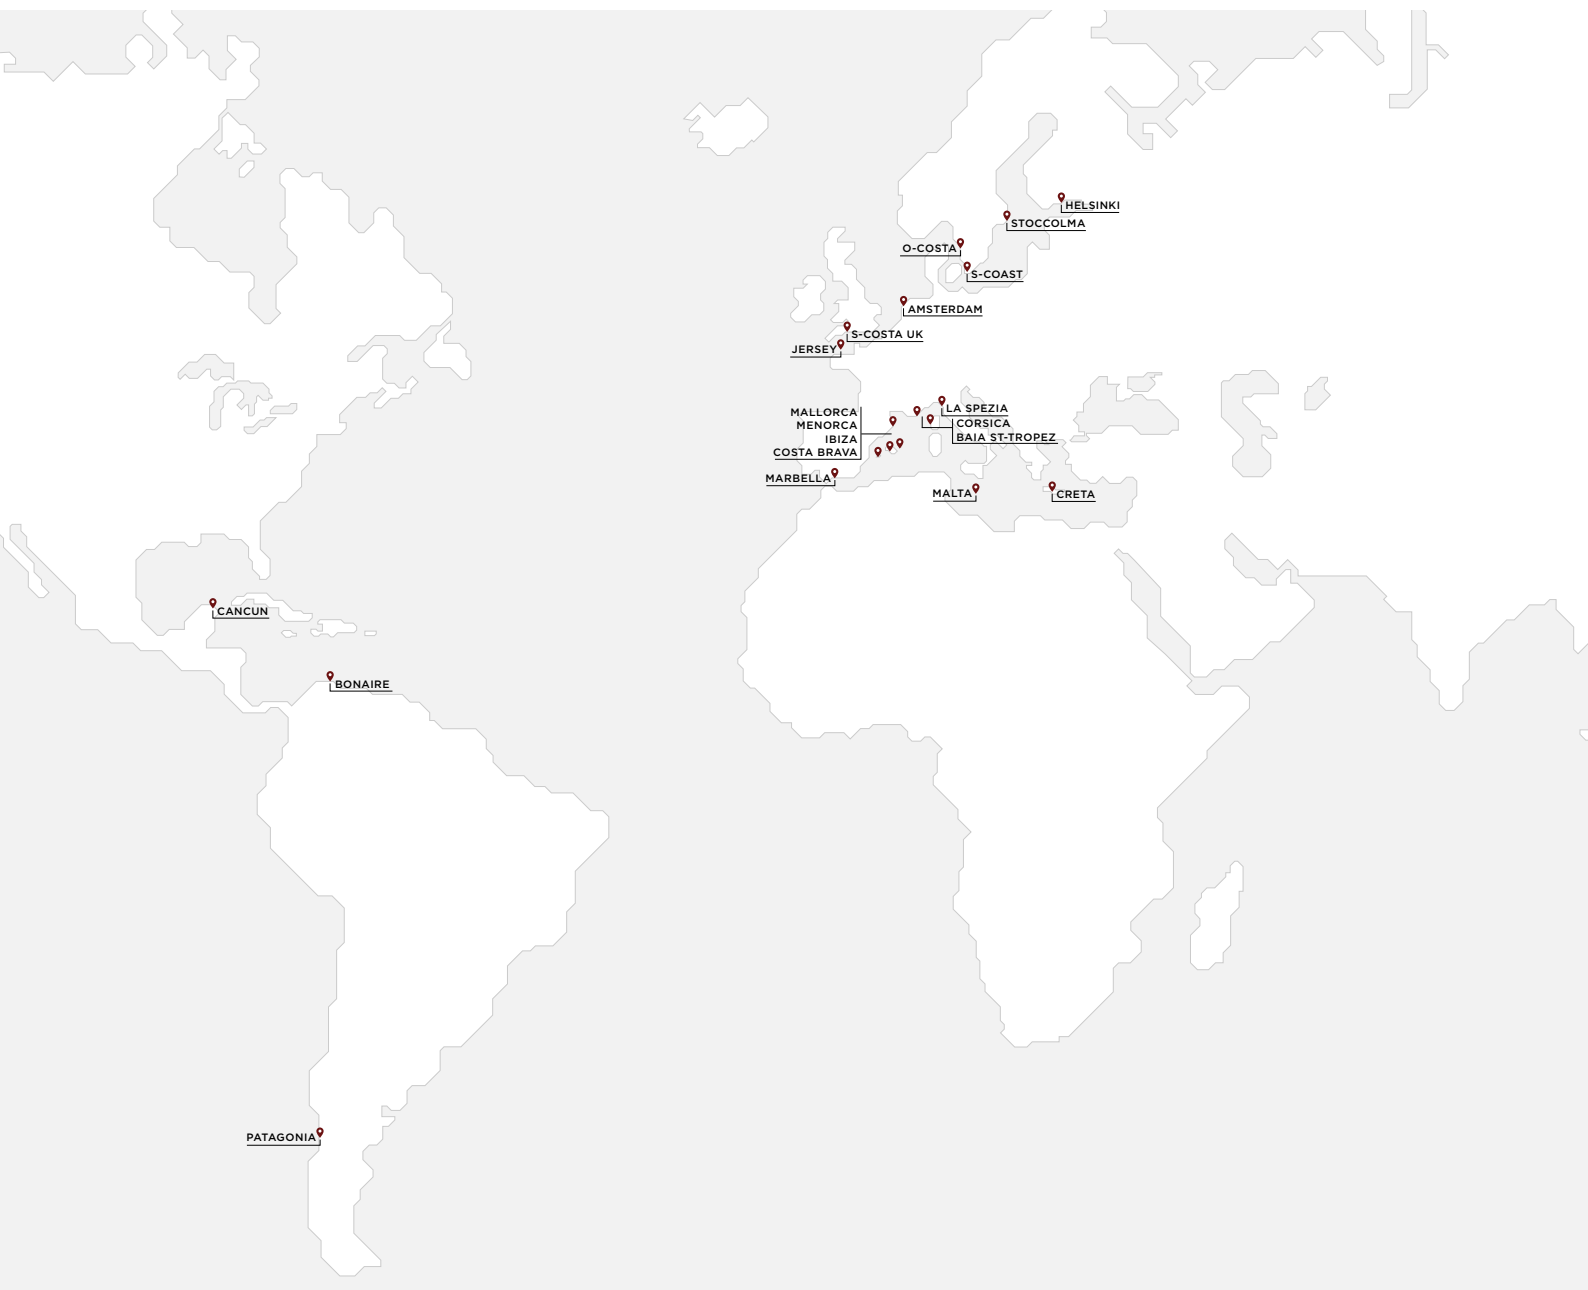 HELSINKI
STOCCOLMA
O-COSTA
S-COAST
AMSTERDAM
S-COSTA UK
JERSEY
LA SPEZIA
MALLORCA
CORSICA
MENORCA
BAIA ST-TROPEZ
IBIZA
COSTA BRAVA
MARBELLA
MALTA
CRETA
CANCUN
BONAIRE
PATAGONIA